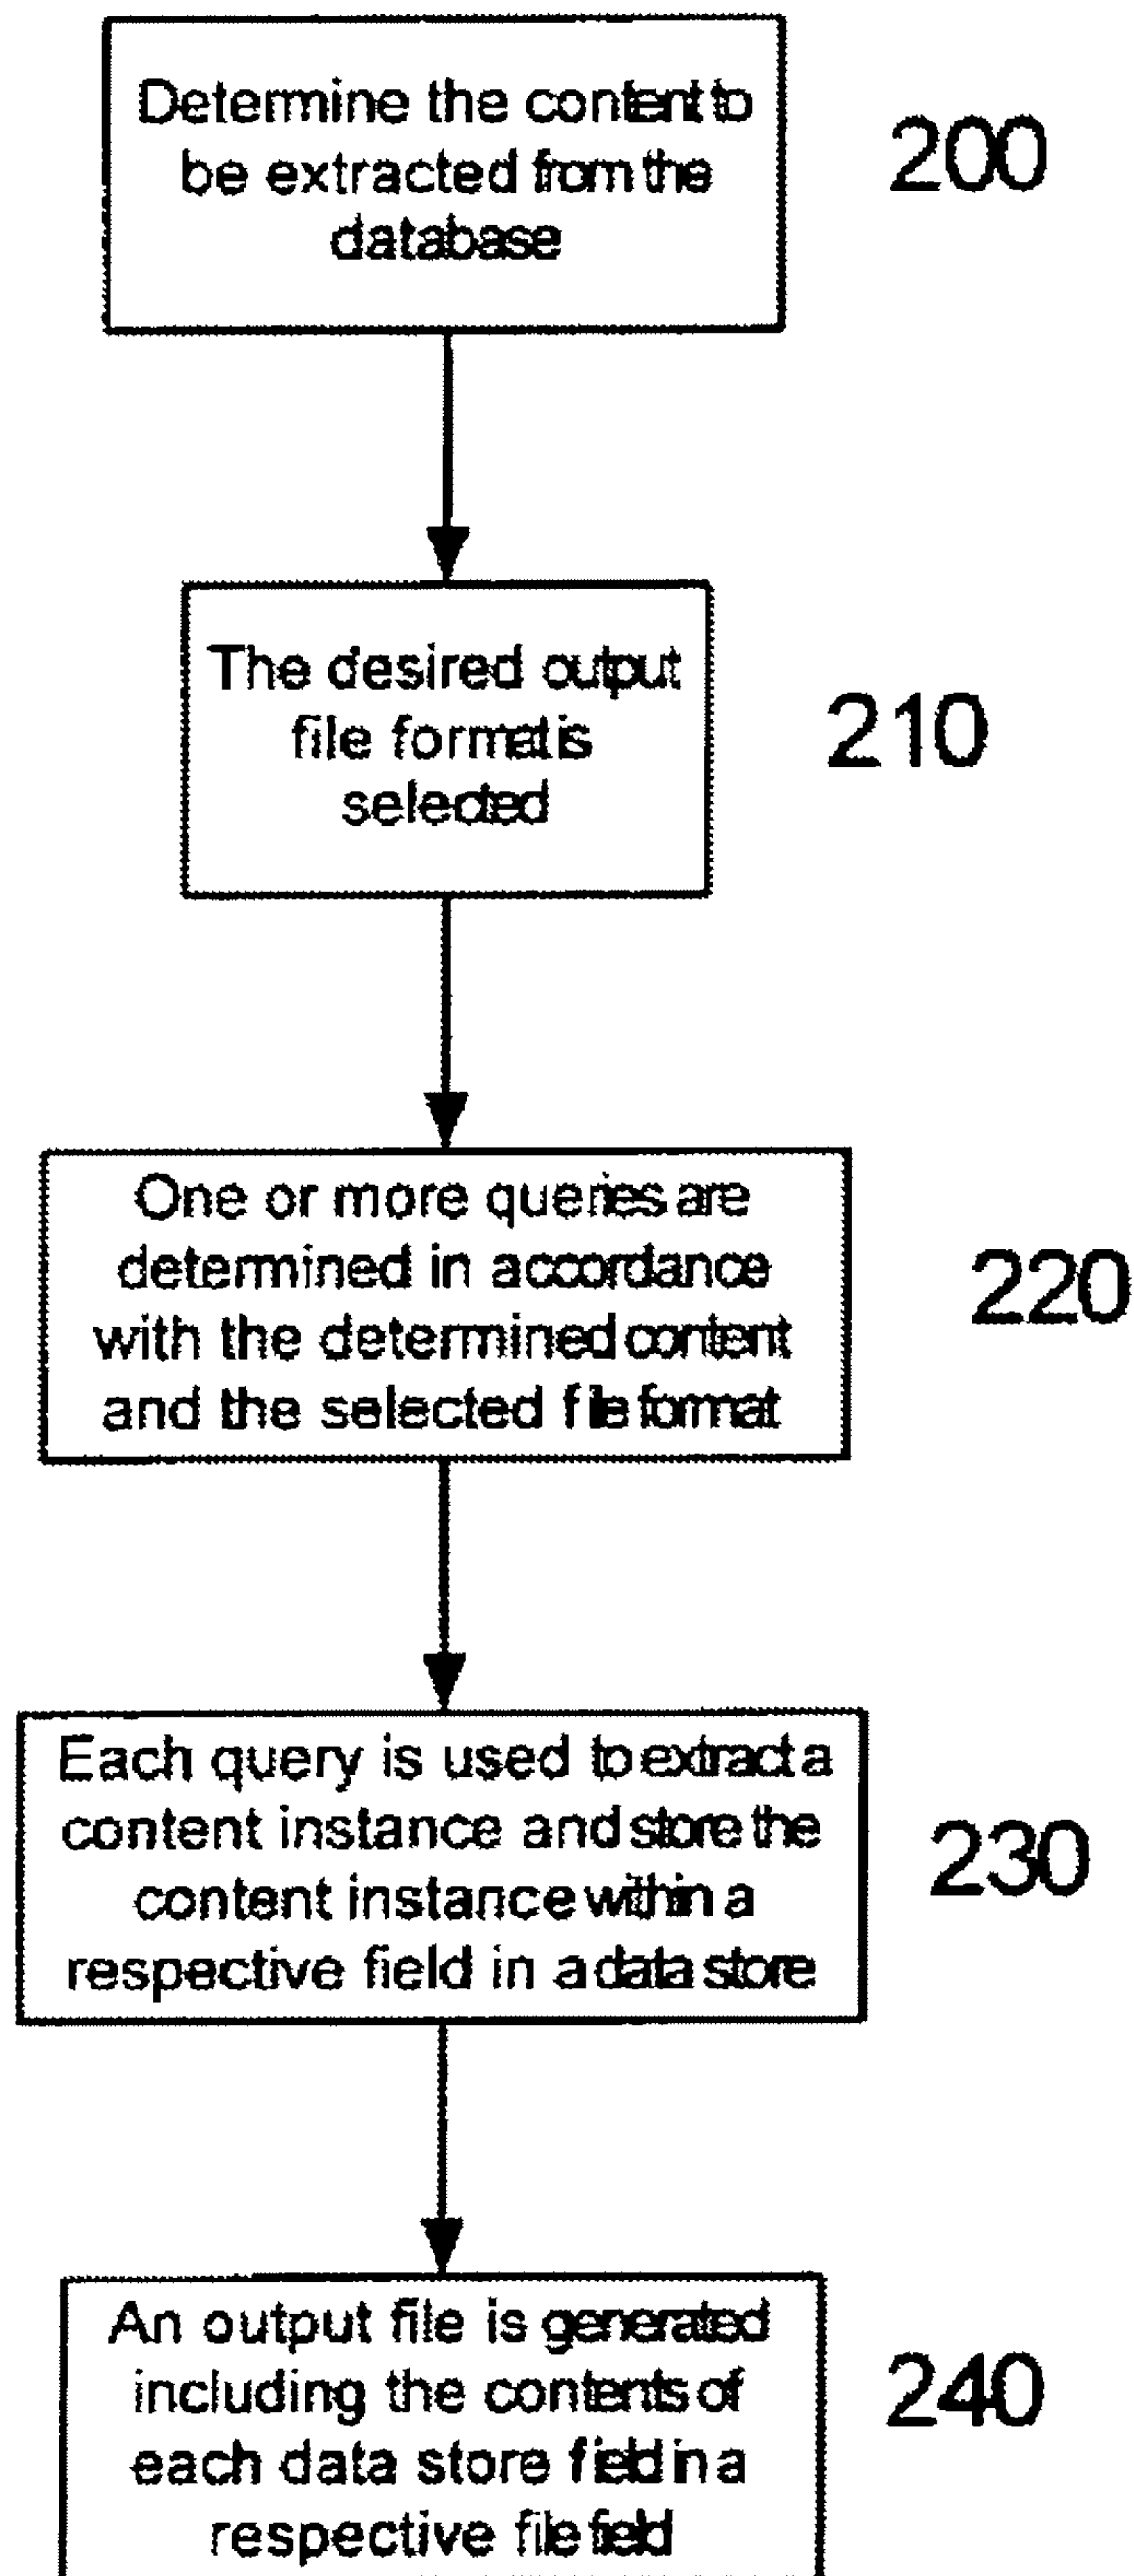 Determine the content to
be extracted from the
database
200
The desired output
file format is
selected
210
One or more queries are
determined in accordance
with the determined content
and the selected file format
220
Each query is used to extract a
content instance and store the
content instance within a
respective field in a data store
230
An output file is generated
including the contents of
each data store field in a
respective file field
240